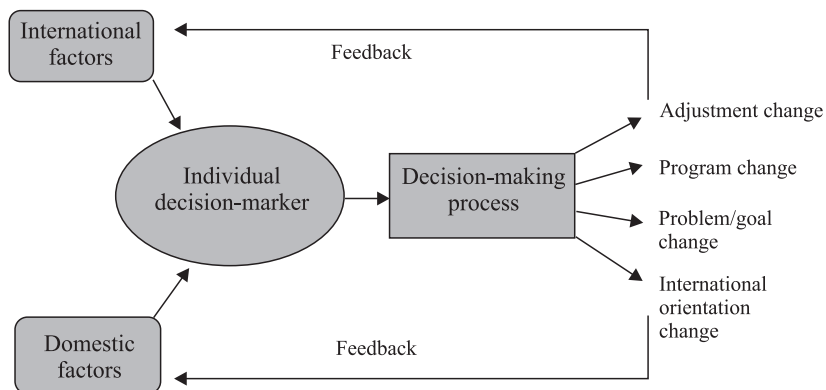 International
factors
Feedback
Adjustment change
Program change
Individual
decision-marker
Decision-making
process
Problem/goal
change
International
orientation
change
Domestic
factors
Feedback